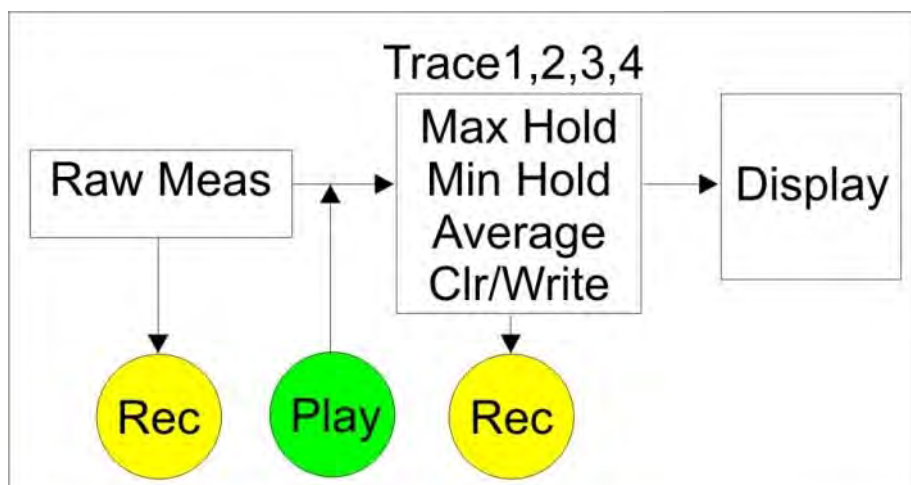 Trace1,2,3,4
Raw Meas
Max Hold
Min Hold
Average
Clr/Write
Display
Rec
Play
Rec